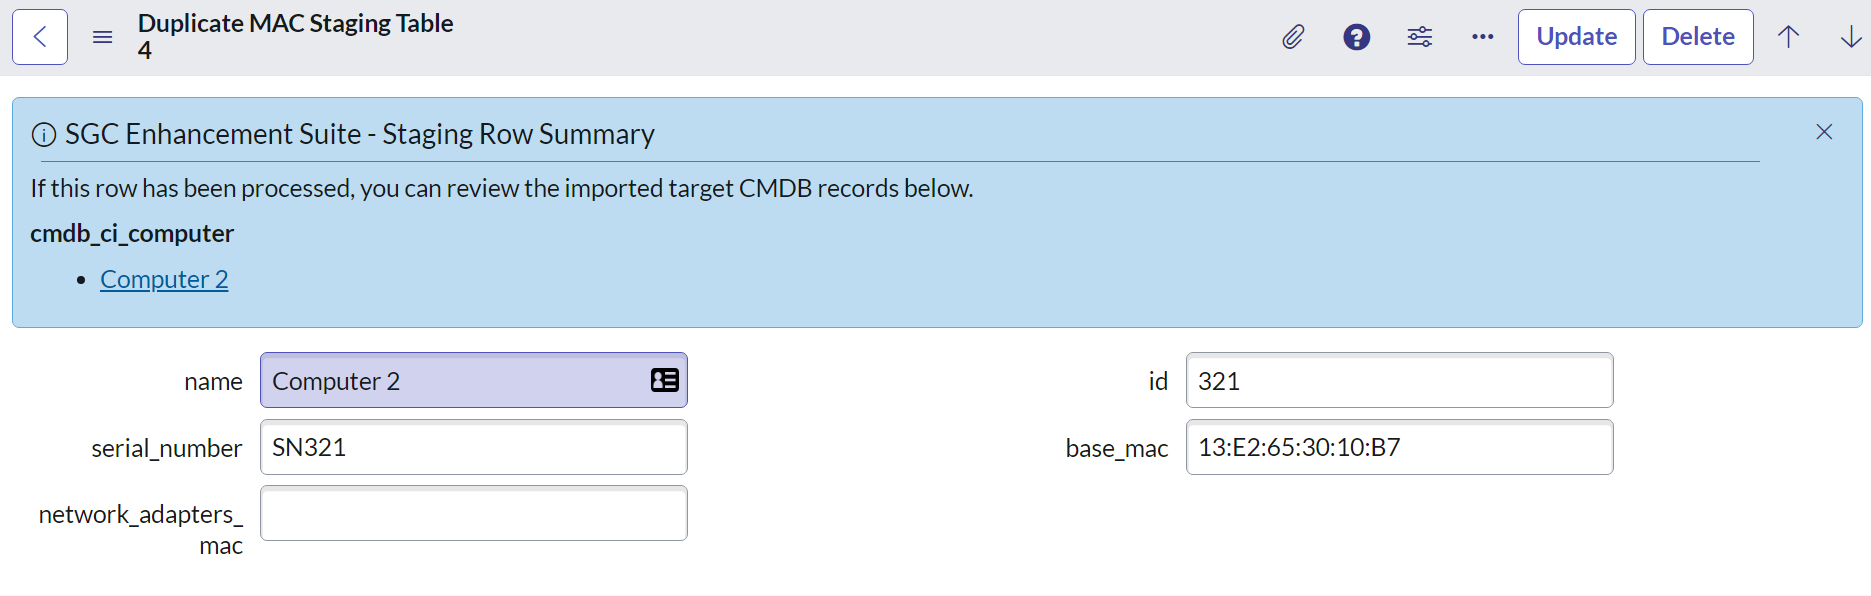 Duplicate MAC Staging Table
4
Update
Delete
SGC Enhancement Suite - Staging Row Summary
If this row has been processed, you can review the imported target CMDB records below.
cmdb_ci_computer
Computer 2
name
Computer 2
id
321
serial_number
SN321
base_mac
13:E2:65:30:10:B7
network_adapters_
mac